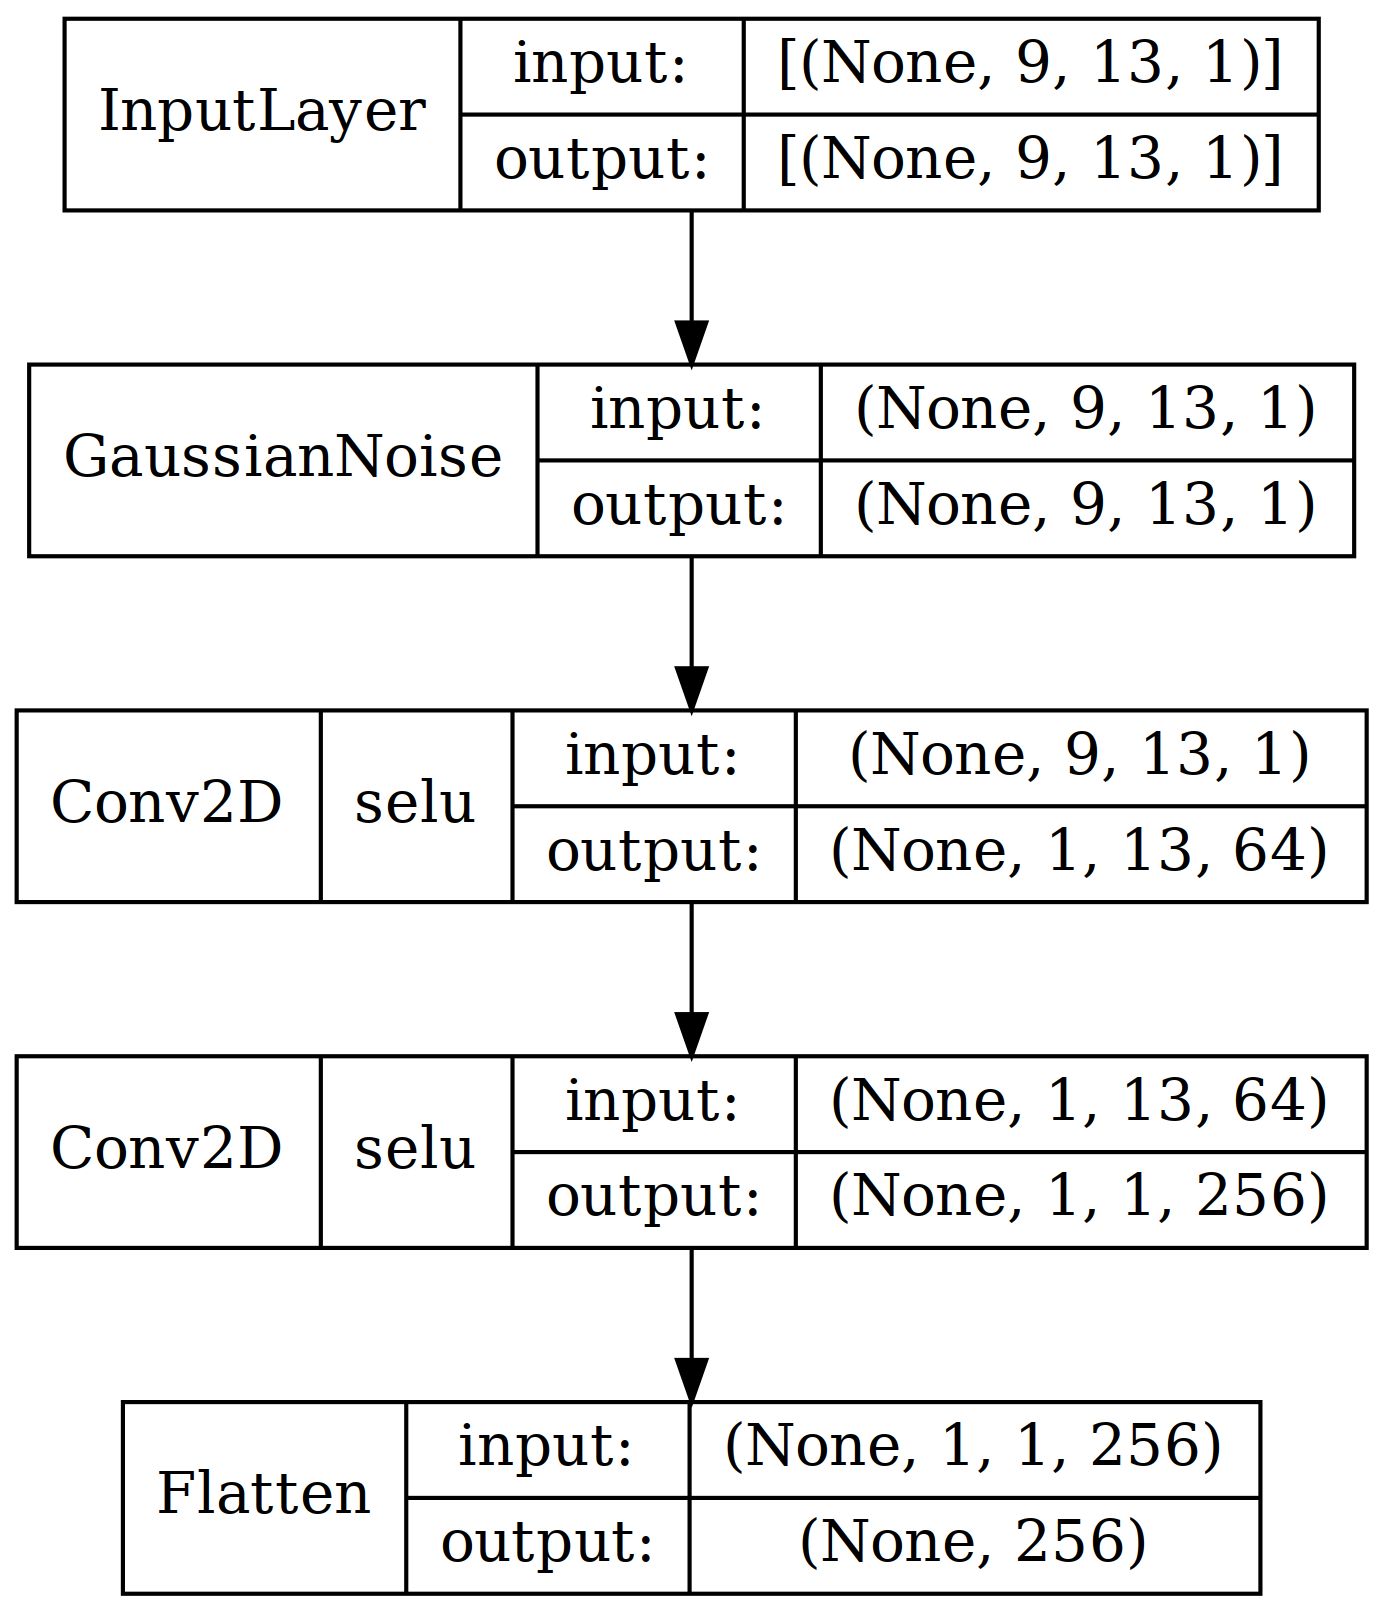 InputLayer
input:
[(None, 9, 13, 1)]
output:
[(None, 9, 13, 1)]
GaussianNoise
input:
(None, 9, 13, 1)
output:
(None, 9, 13, 1)
Conv2D
selu
input:
(None, 9, 13, 1)
output:
(None, 1, 13, 64)
Conv2D
selu
input:
(None, 1, 13, 64)
output:
(None, 1, 1, 256)
Flatten
input:
(None, 1, 1, 256)
output:
(None, 256)